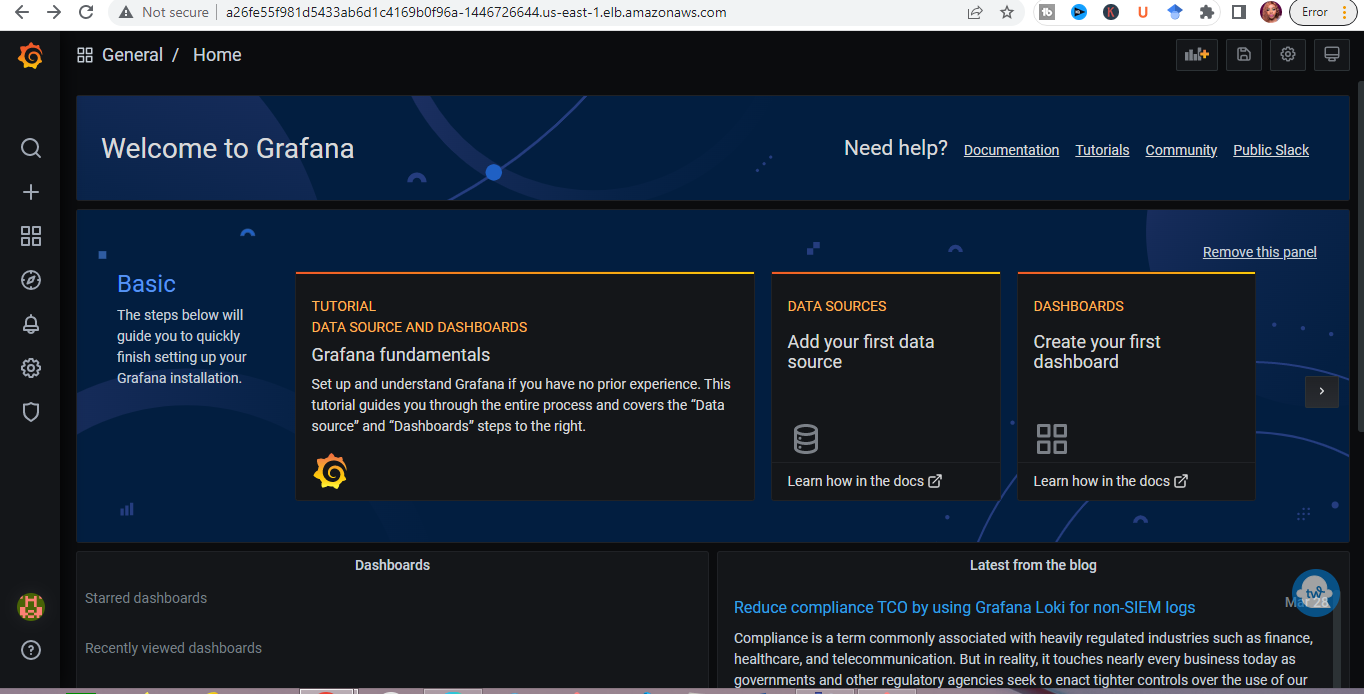 Not secure
a26fe55f981d5433ab6d1c4169b0f96a-1446726644.us-east-1.elb.amazonaws.com
Error
General / Home
Welcome to Grafana
Need help? Documentation Tutorials Community Public Slack
Remove this panel
Basic
The steps below will
guide you to quickly
finish setting up your
Grafana installation.
TUTORIAL
DATA SOURCE AND DASHBOARDS
Grafana fundamentals
Set up and understand Grafana if you have no prior experience. This
tutorial guides you through the entire process and covers the “Data
source” and “Dashboards” steps to the right.
DATA SOURCES
Add your first data
source
Learn how in the docs
DASHBOARDS
Create your first
dashboard
Learn how in the docs
Dashboards
Starred dashboards
Recently viewed dashboards
Latest from the blog
Mar 28
Reduce compliance TCO by using Grafana Loki for non-SIEM logs
Compliance is a term commonly associated with heavily regulated industries such as finance,
healthcare, and telecommunication. But in reality, it touches nearly every business today as
governments and other regulatory agencies seek to enact tighter controls over the use of our